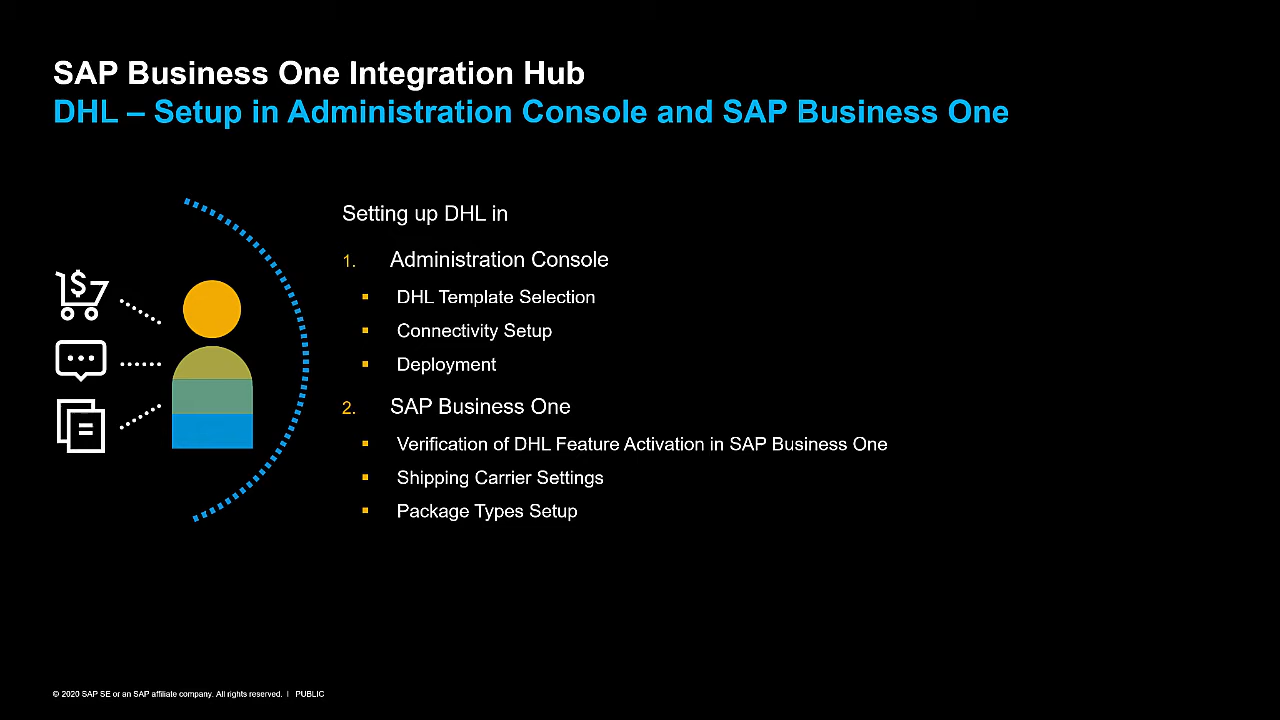 SAP Business One Integration Hub
DHL – Setup in Administration Console and SAP Business One
Setting up DHL in
1. Administration Console
▪ DHL Template Selection
▪ Connectivity Setup
▪ Deployment
2. SAP Business One
▪ Verification of DHL Feature Activation in SAP Business One
▪ Shipping Carrier Settings
▪ Package Types Setup
© 2020 SAP SE or an SAP affiliate company. All rights reserved. | PUBLIC